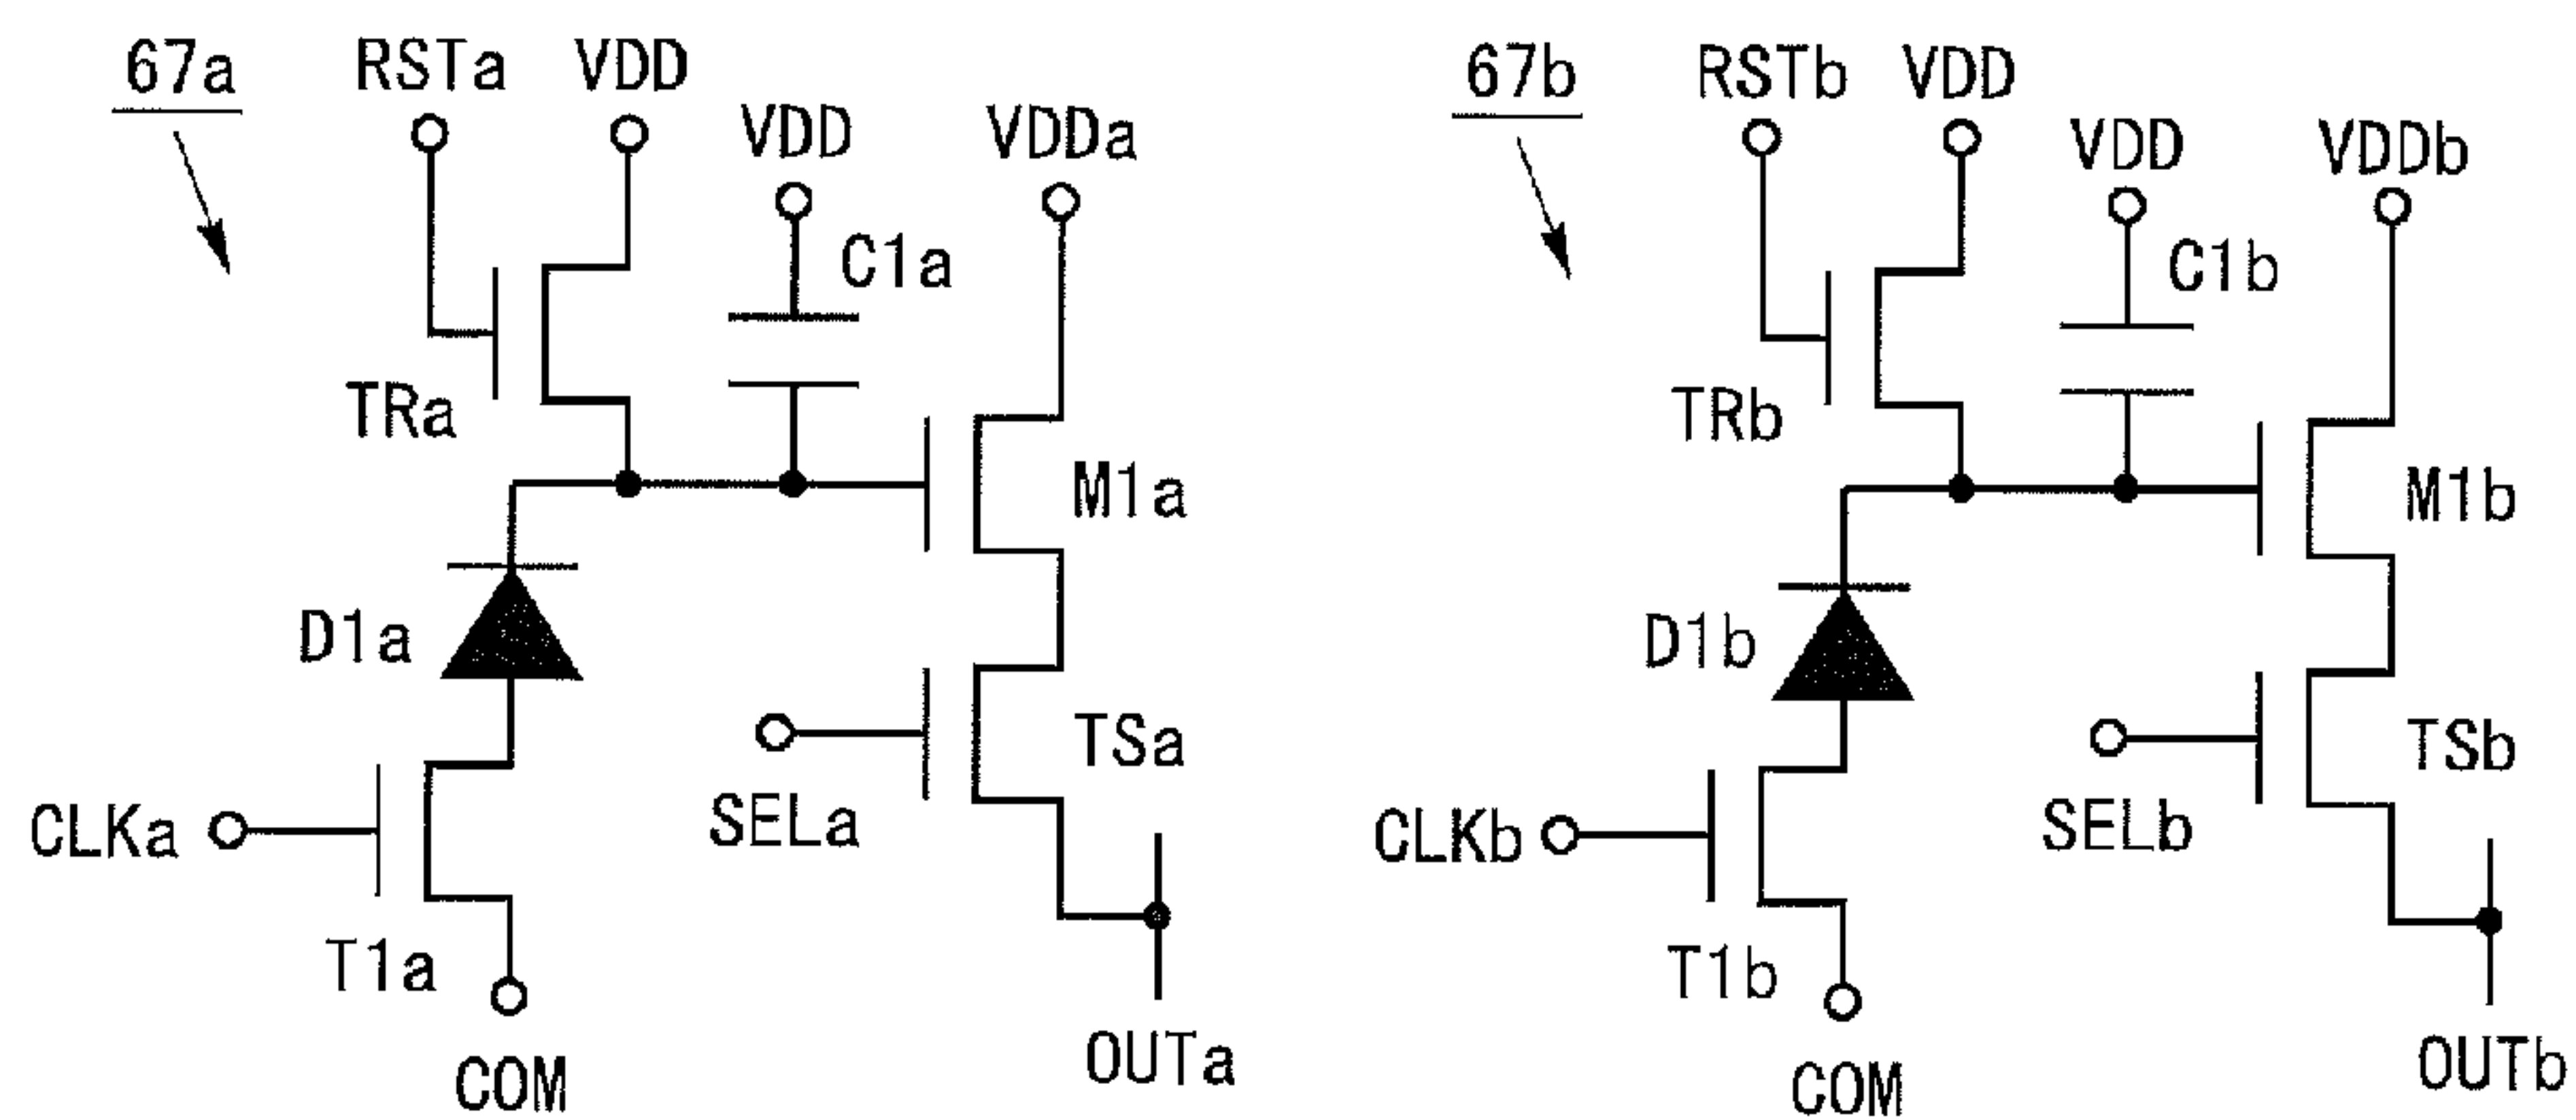 67a
RSTa
VDD
VDD
VDDa
C1a
TRa
M1a
D1a
TSa
SELa
CLKa
T1a
COM
OUTa
67b
RSTb
VDD
VDD
VDDb
C1b
TRb
M1b
D1b
TSb
SELb
CLKb
T1b
COM
OUTb